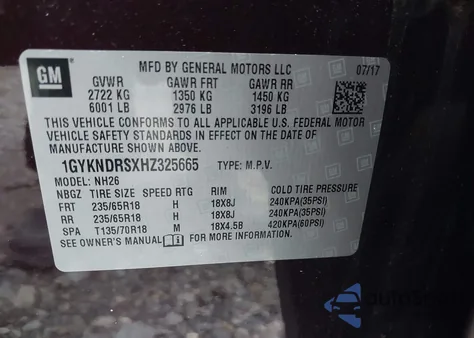 GM
MFD BY GENERAL MOTORS LLC 07/17
GVWR GAWR FRT GAWR RR
2722 KG 1350 KG 1450 KG
6001 LB 2976 LB 3196 LB
THIS VEHICLE CONFORMS TO ALL APPLICABLE U.S. FEDERAL MOTOR
VEHICLE SAFETY STANDARDS IN EFFECT ON THE DATE OF
MANUFACTURE SHOWN ABOVE.
1GYKNDRSXHZ325665 TYPE: M.P.V.
MODEL: NH26
NBGZ TIRE SIZE SPEED RTG RIM COLD TIRE PRESSURE
FRT 235/65R18 H 18X8J 240KPA(35PSI)
RR 235/65R18 H 18X8J 240KPA(35PSI)
SPA T135/70R18 M 18X4.5B 420KPA(60PSI)
SEE OWNER'S MANUAL FOR MORE INFORMATION.